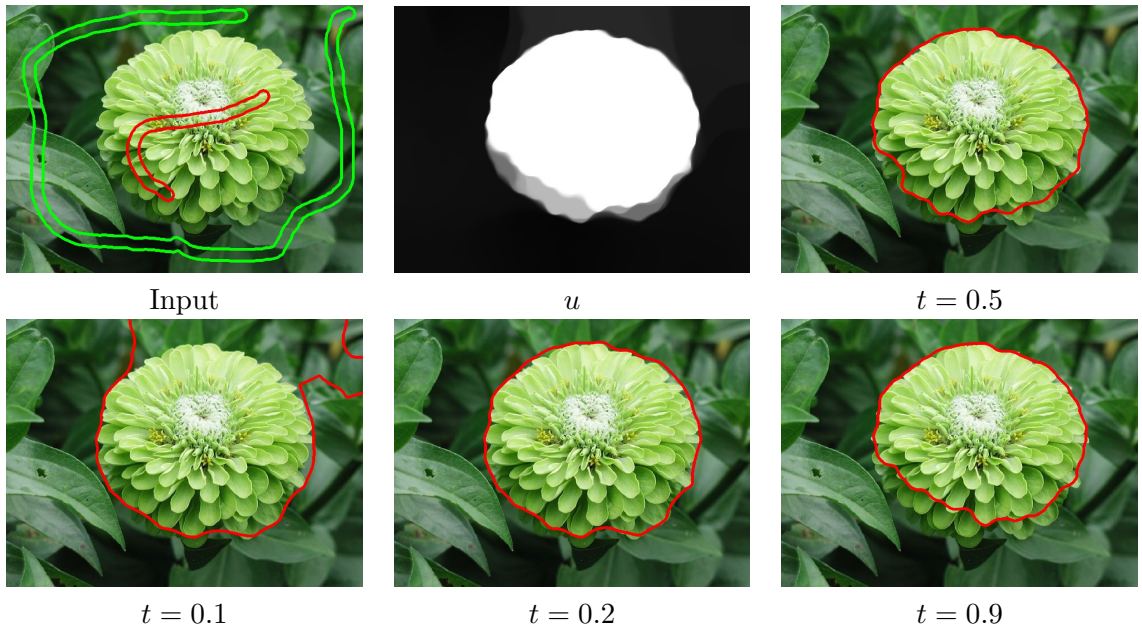 Input
u
t = 0.5
t = 0.1
t = 0.2
t = 0.9